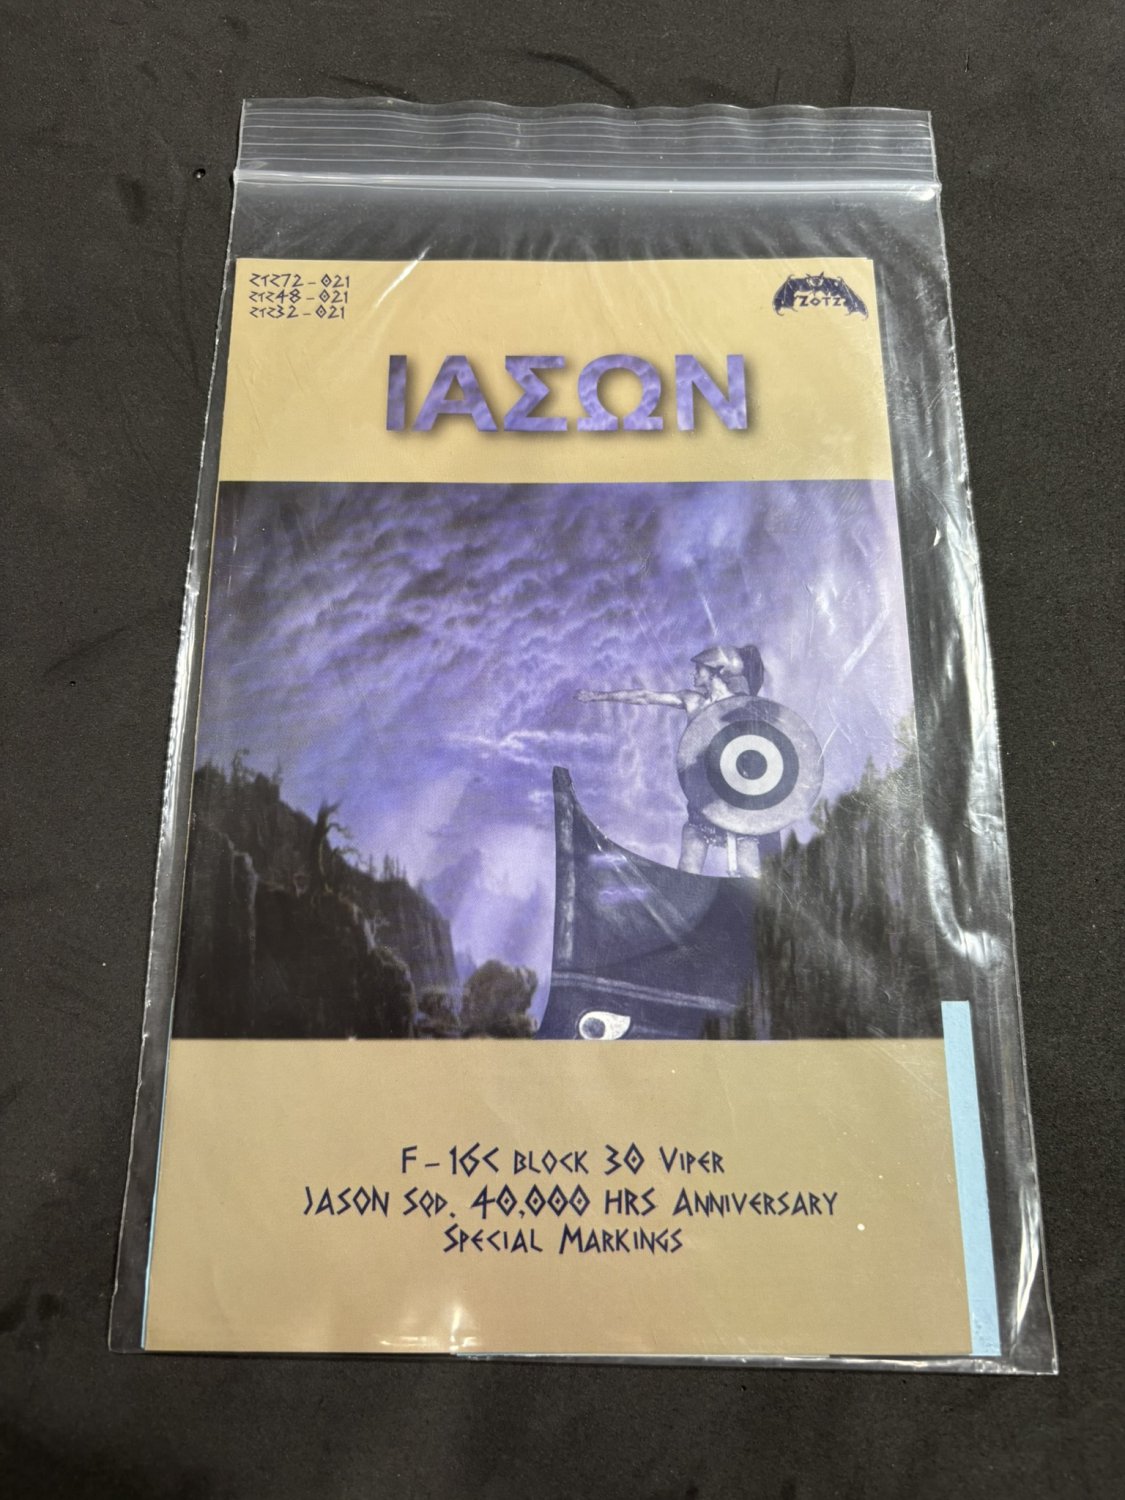 ZTZ72-021
ZTZ48-021
ZTZ32-021
ZOTZ
ΙΑΣΩΝ
F-16C BLOCK 30 VIPER
JASON SQD. 40,000 HRS ANNIVERSARY
SPECIAL MARKINGS